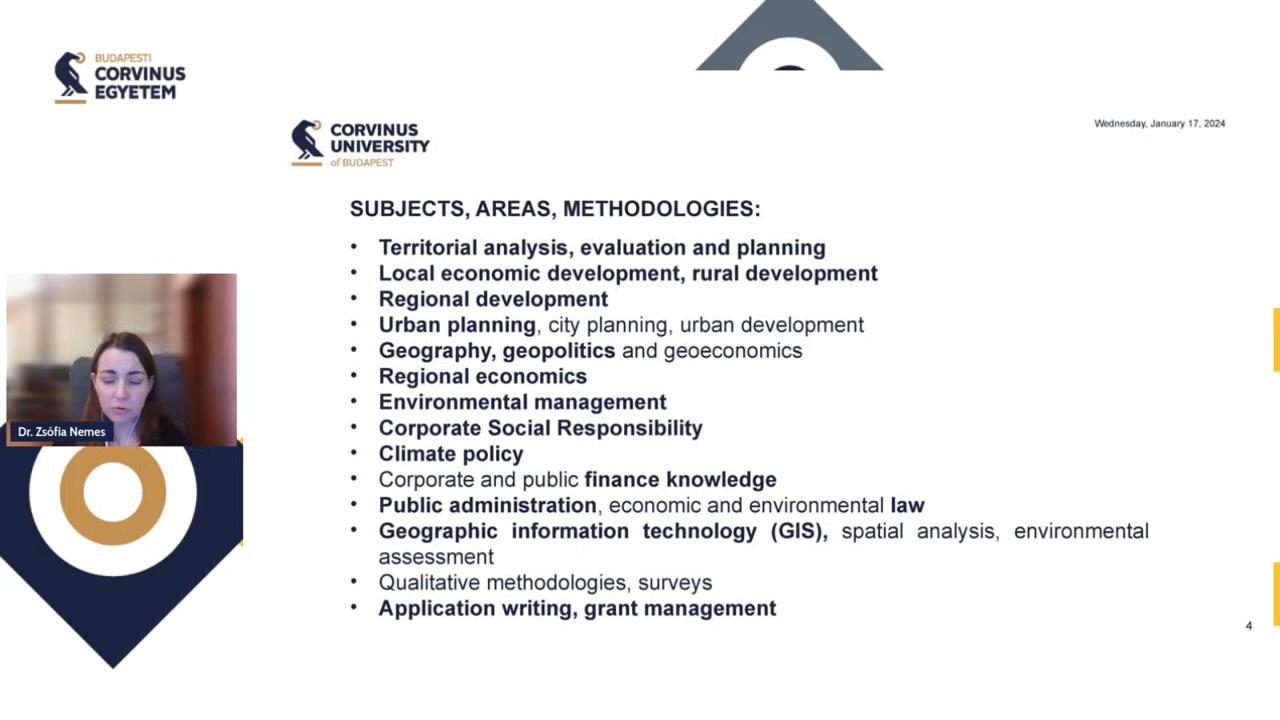 BUDAPESTI
CORVINUS
EGYETEM
CORVINUS
UNIVERSITY
of BUDAPEST
Wednesday, January 17, 2024
SUBJECTS, AREAS, METHODOLOGIES:
• Territorial analysis, evaluation and planning
• Local economic development, rural development
• Regional development
• Urban planning, city planning, urban development
• Geography, geopolitics and geoeconomics
• Regional economics
• Environmental management
• Corporate Social Responsibility
• Climate policy
• Corporate and public finance knowledge
• Public administration, economic and environmental law
• Geographic information technology (GIS), spatial analysis, environmental
assessment
• Qualitative methodologies, surveys
• Application writing, grant management
Dr. Zsófia Nemes
4